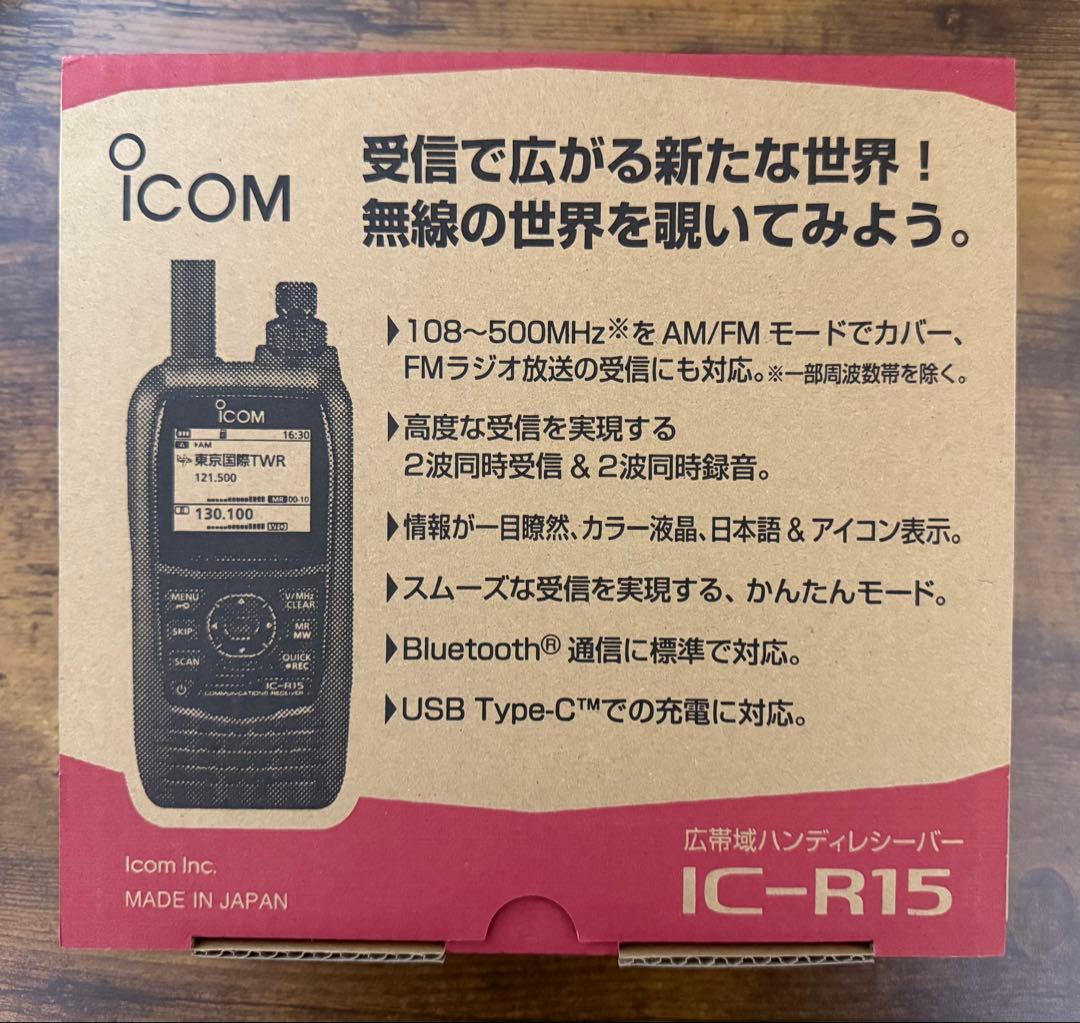 ICOM
受信で広がる新たな世界！
無線の世界を覗いてみよう。
108～500MHz※をAM/FMモードでカバー、
FMラジオ放送の受信にも対応。※一部周波数帯を除く。
高度な受信を実現する
2波同時受信＆2波同時録音。
情報が一目瞭然、カラー液晶、日本語＆アイコン表示。
スムーズな受信を実現する、かんたんモード。
Bluetooth®通信に標準で対応。
USB Type-C™での充電に対応。
ICOM
16:30
A AM
東京国際TWR
121.500
MR 00-10
130.100
VFO
MENU
V/MHz
CLEAR
SKIP
MR
MW
SCAN
QUICK
●REC
IC-R15
COMMUNICATIONS RECEIVER
Icom Inc.
MADE IN JAPAN
広帯域ハンディレシーバー
IC-R15